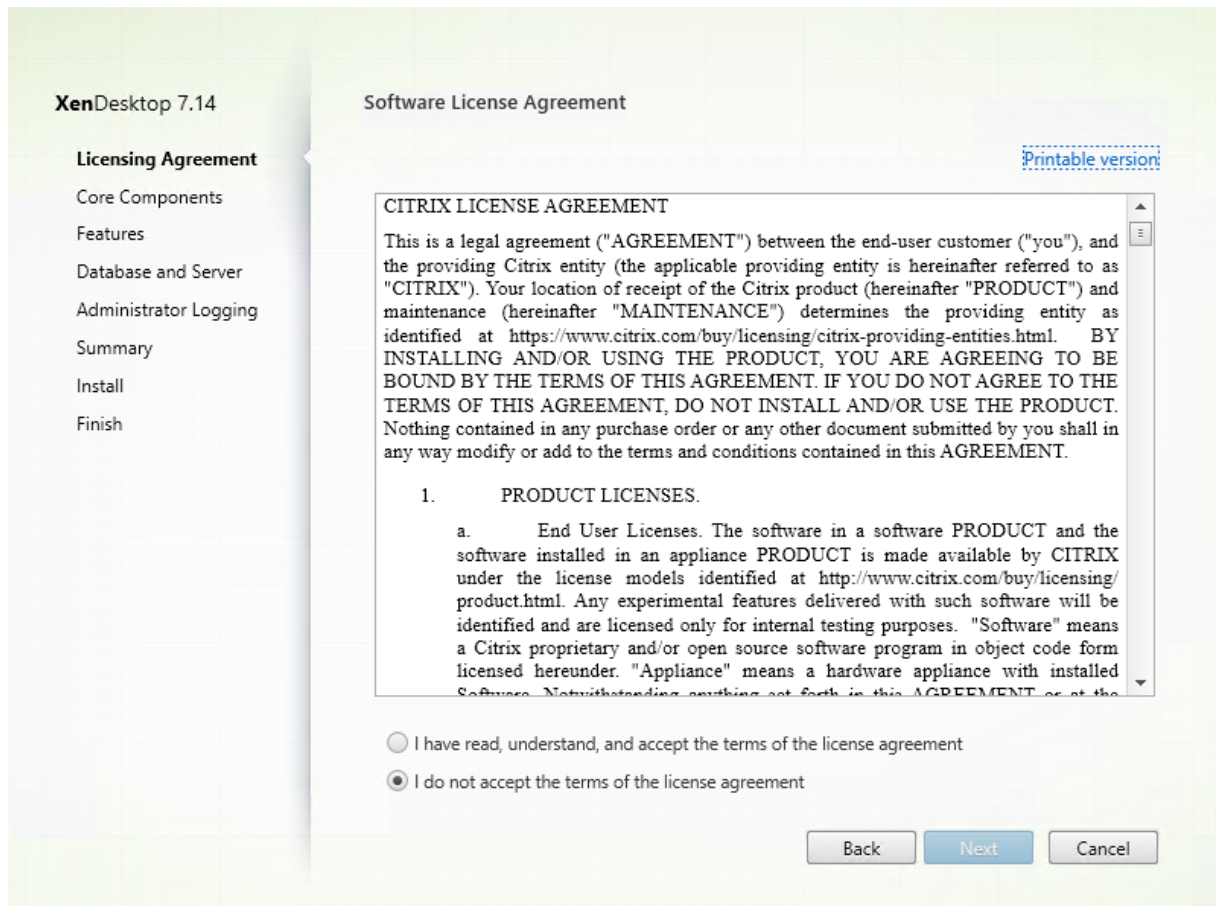 XenDesktop 7.14
Licensing Agreement
Core Components
Features
Database and Server
Administrator Logging
Summary
Install
Finish
Software License Agreement
Printable version
CITRIX LICENSE AGREEMENT
This is a legal agreement ("AGREEMENT") between the end-user customer ("you"), and
the providing Citrix entity (the applicable providing entity is hereinafter referred to as
"CITRIX"). Your location of receipt of the Citrix product (hereinafter "PRODUCT") and
maintenance (hereinafter "MAINTENANCE") determines the providing entity as
identified at https://www.citrix.com/buy/licensing/citrix-providing-entities.html. BY
INSTALLING AND/OR USING THE PRODUCT, YOU ARE AGREEING TO BE
BOUND BY THE TERMS OF THIS AGREEMENT. IF YOU DO NOT AGREE TO THE
TERMS OF THIS AGREEMENT, DO NOT INSTALL AND/OR USE THE PRODUCT.
Nothing contained in any purchase order or any other document submitted by you shall in
any way modify or add to the terms and conditions contained in this AGREEMENT.
1. PRODUCT LICENSES.
a. End User Licenses. The software in a software PRODUCT and the
software installed in an appliance PRODUCT is made available by CITRIX
under the license models identified at http://www.citrix.com/buy/licensing/
product.html. Any experimental features delivered with such software will be
identified and are licensed only for internal testing purposes. "Software" means
a Citrix proprietary and/or open source software program in object code form
licensed hereunder. "Appliance" means a hardware appliance with installed
Software. Notwithstanding anything set forth in this AGREEMENT or at the
I have read, understand, and accept the terms of the license agreement
I do not accept the terms of the license agreement
Back
Next
Cancel